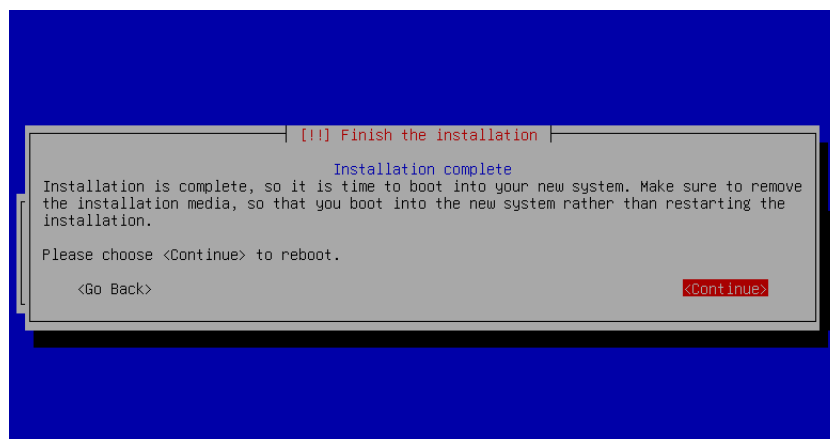 [!!] Finish the installation
Installation complete
Installation is complete, so it is time to boot into your new system. Make sure to remove
the installation media, so that you boot into the new system rather than restarting the
installation.
Please choose <Continue> to reboot.
<Go Back> <Continue>